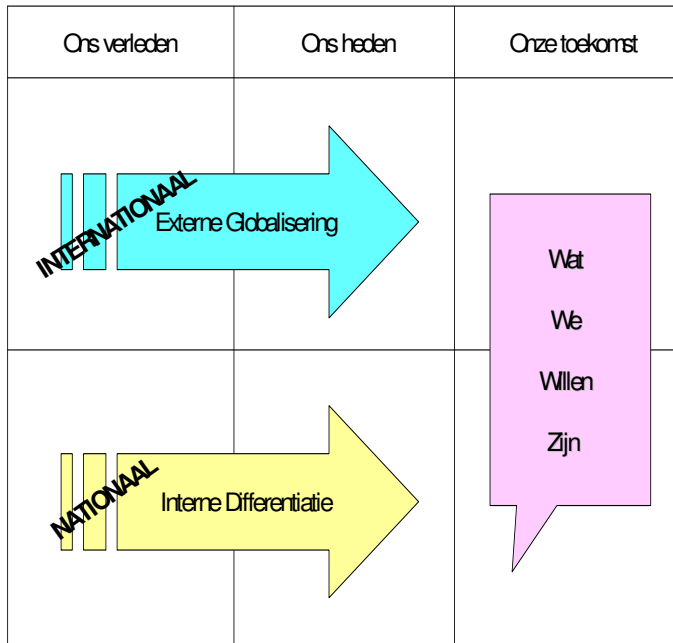 Ons verleden
Ons heden
Onze toekomst
INTERNATIONAAL
Externe Globalisering
Wat
We
Willen
Zijn
NATIONAAL
Interne Differentiatie